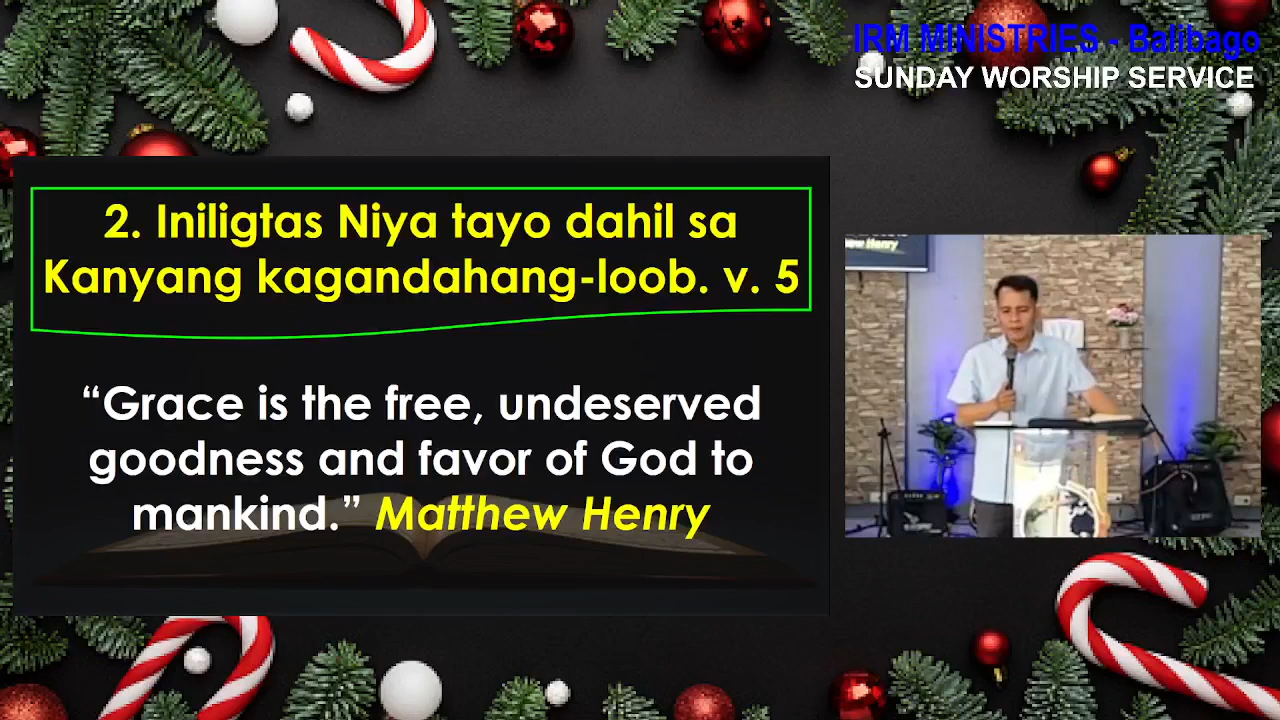 IRM MINISTRIES - Balibago
SUNDAY WORSHIP SERVICE
2. Iniligtas Niya tayo dahil sa
Kanyang kagandahang-loob. v. 5
“Grace is the free, undeserved
goodness and favor of God to
mankind.” Matthew Henry
Henry